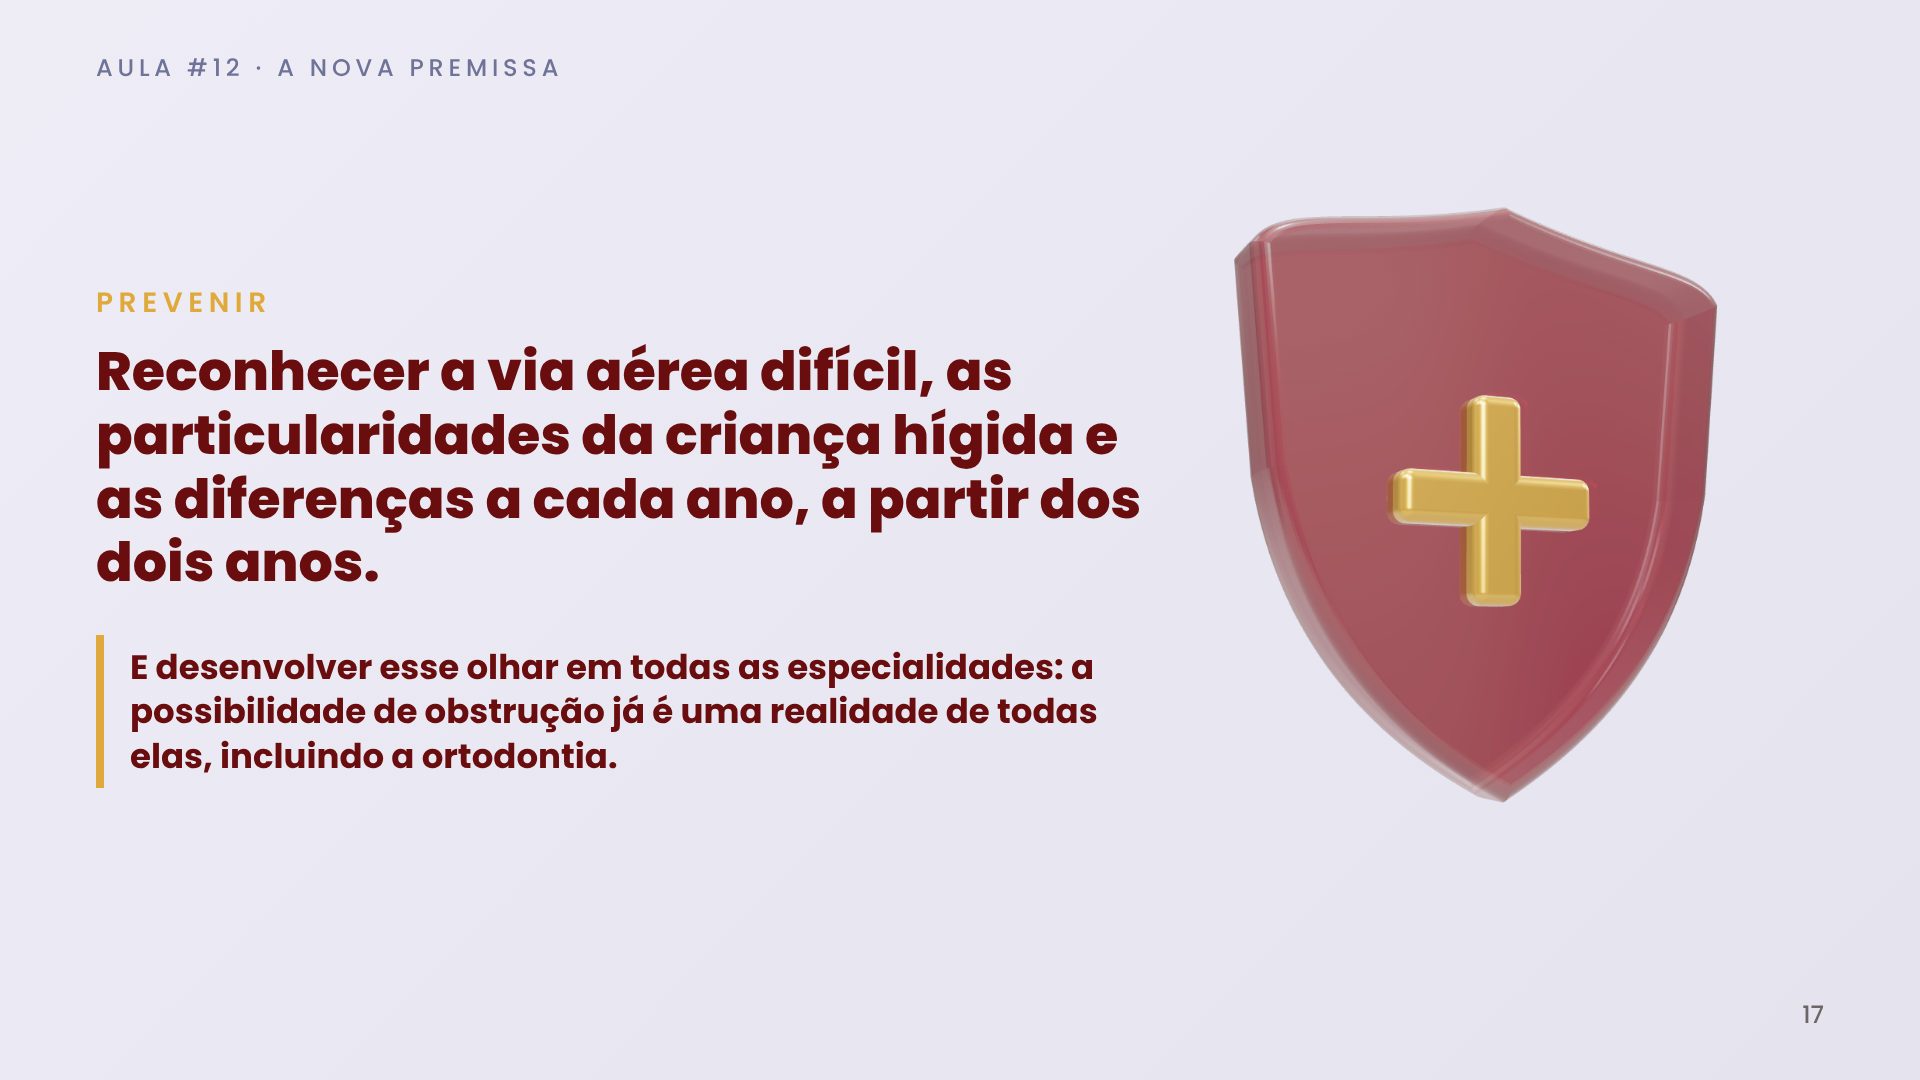 AULA #12 · A NOVA PREMISSA
PREVENIR
Reconhecer a via aérea difícil, as
particularidades da criança hígida e
as diferenças a cada ano, a partir dos
dois anos.
E desenvolver esse olhar em todas as especialidades: a
possibilidade de obstrução já é uma realidade de todas
elas, incluindo a ortodontia.
17